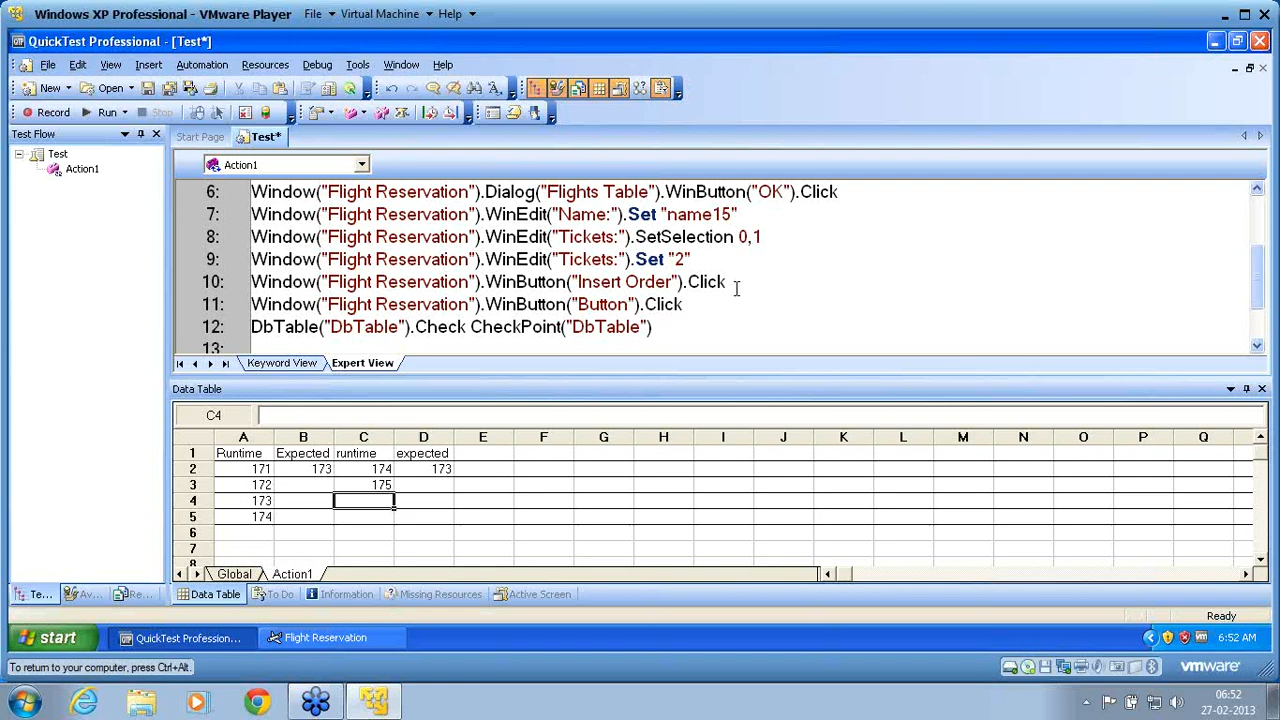 Windows XP Professional - VMware Player File Virtual Machine Help
QuickTest Professional - [Test*]
File Edit View Insert Automation Resources Debug Tools Window Help
New Open
Record Run Stop
Test Flow
Start Page Test*
Test
Action1
Action1
6: Window("Flight Reservation").Dialog("Flights Table").WinButton("OK").Click
7: Window("Flight Reservation").WinEdit("Name:").Set "name15"
8: Window("Flight Reservation").WinEdit("Tickets:").SetSelection 0,1
9: Window("Flight Reservation").WinEdit("Tickets:").Set "2"
10: Window("Flight Reservation").WinButton("Insert Order").Click
11: Window("Flight Reservation").WinButton("Button").Click
12: DbTable("DbTable").Check CheckPoint("DbTable")
13:
Keyword View Expert View
Data Table
C4
A B C D E F G H I J K L M N O P Q
1 Runtime Expected runtime expected
2 171 173 174 173
3 172 175
4 173
5 174
6
7
8
Global Action1
Te... Av... Re... Data Table To Do Information Missing Resources Active Screen
Ready
start QuickTest Profession... Flight Reservation 6:52 AM
To return to your computer, press Ctrl+Alt. vmware
06:52
27-02-2013